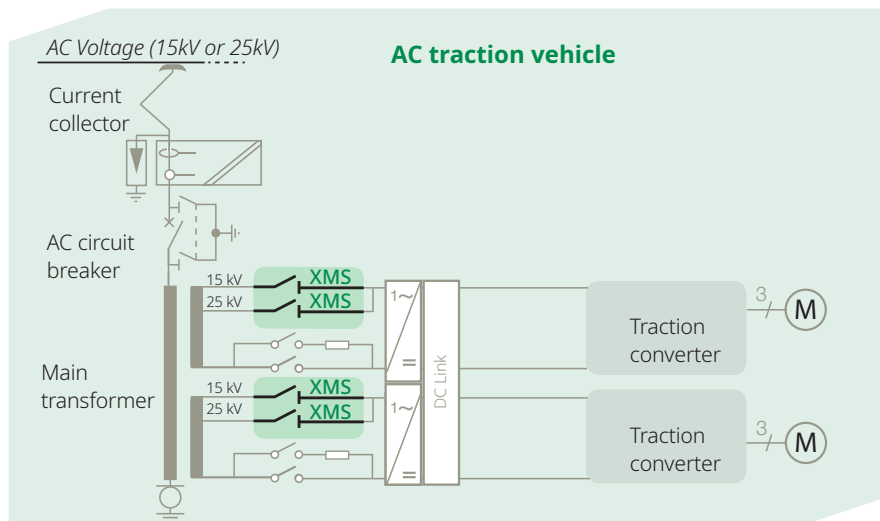 AC Voltage (15kV or 25kV)
AC traction vehicle
Current
collector
AC circuit
breaker
15 kV
XMS
25 kV
XMS
1~
=
DC Link
Traction
converter
3
M
Main
transformer
15 kV
XMS
25 kV
XMS
1~
=
Traction
converter
3
M